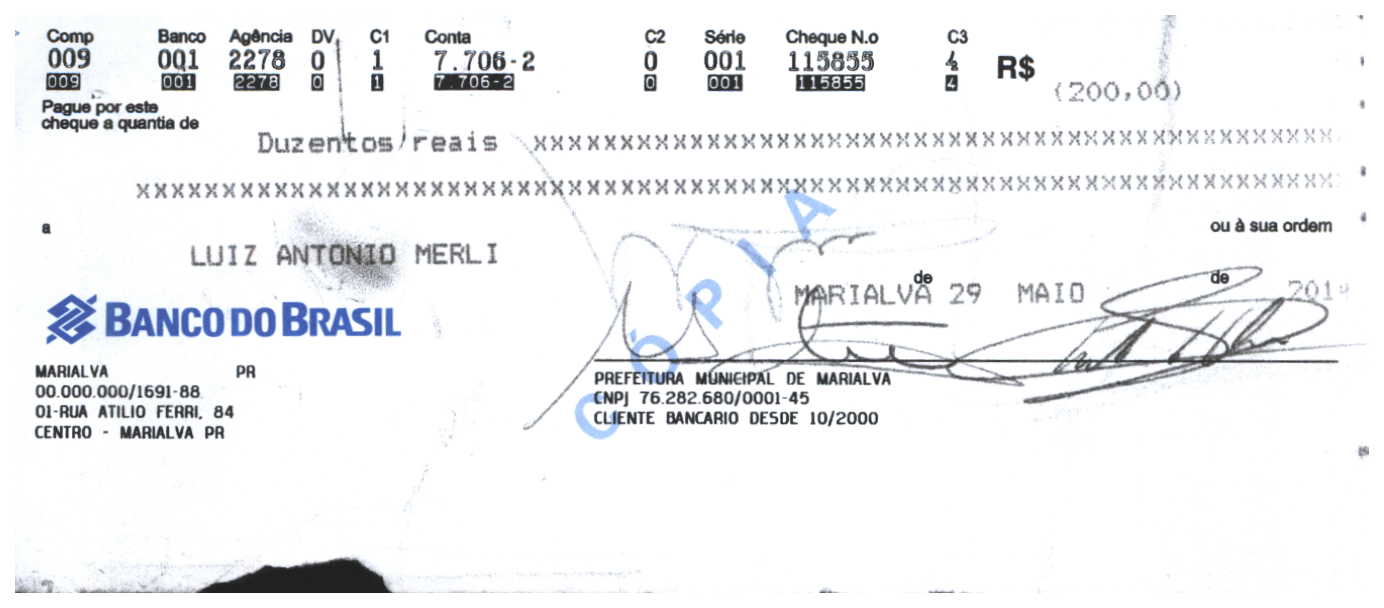 Comp Banco Agência DV C1 Conta C2 Série Cheque N.o C3
009 001 2278 0 1 7.706-2 0 001 115855 4 R$
009 001 2278 0 1 7.706-2 0 001 115855 4 (200,00)
Pague por este
cheque a quantia de
Duzentos reais XXXXXXXXXXXXXXXXXXXXXXXXXXXXXXXXXXXXXXXXXXXXXX
XXXXXXXXXXXXXXXXXXXXXXXXXXXXXXXXXXXXXXXXXXXXXXXXXXXXXXXXXXXXXXXXXXXXX
a ou à sua ordem
LUIZ ANTONIO MERLI
MARIALVA de 29 MAIO de
BANCO DO BRASIL
CÓPIA
MARIALVA PR
00.000.000/1691-88
01-RUA ATILIO FERRI, 84
CENTRO - MARIALVA PR
PREFEITURA MUNICIPAL DE MARIALVA
CNPJ 76.282.680/0001-45
CLIENTE BANCARIO DESDE 10/2000